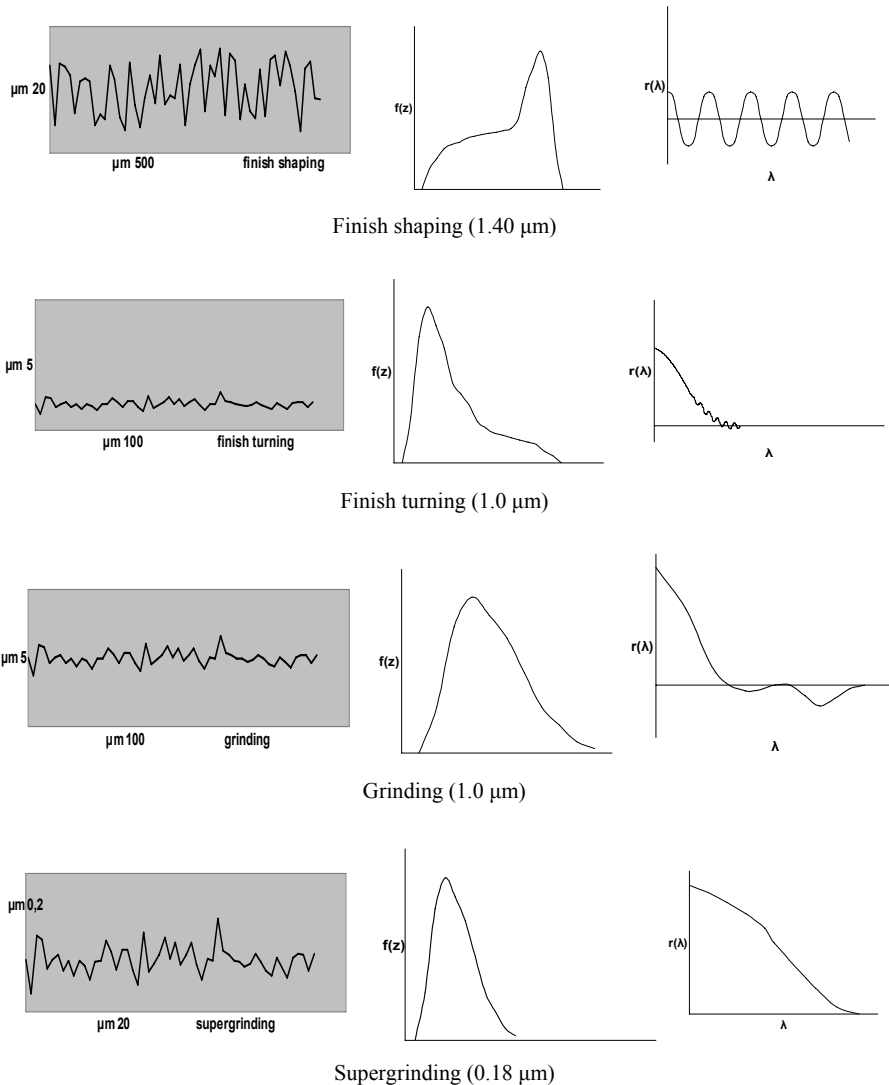 µm 20
µm 500 finish shaping
f(z)
r(λ)
λ
Finish shaping (1.40 µm)
µm 5
µm 100 finish turning
f(z)
r(λ)
λ
Finish turning (1.0 µm)
µm 5
µm 100 grinding
f(z)
r(λ)
λ
Grinding (1.0 µm)
µm 0,2
µm 20 supergrinding
f(z)
r(λ)
λ
Supergrinding (0.18 µm)